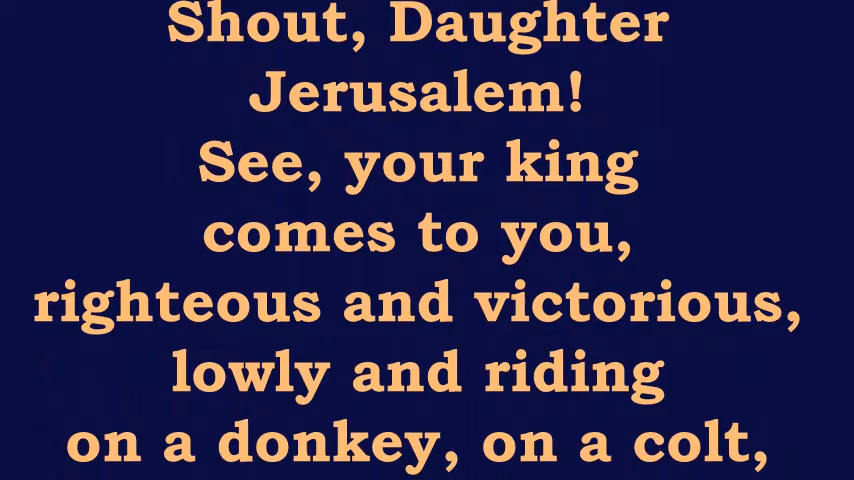 Shout, Daughter
Jerusalem!
See, your king
comes to you,
righteous and victorious,
lowly and riding
on a donkey, on a colt,